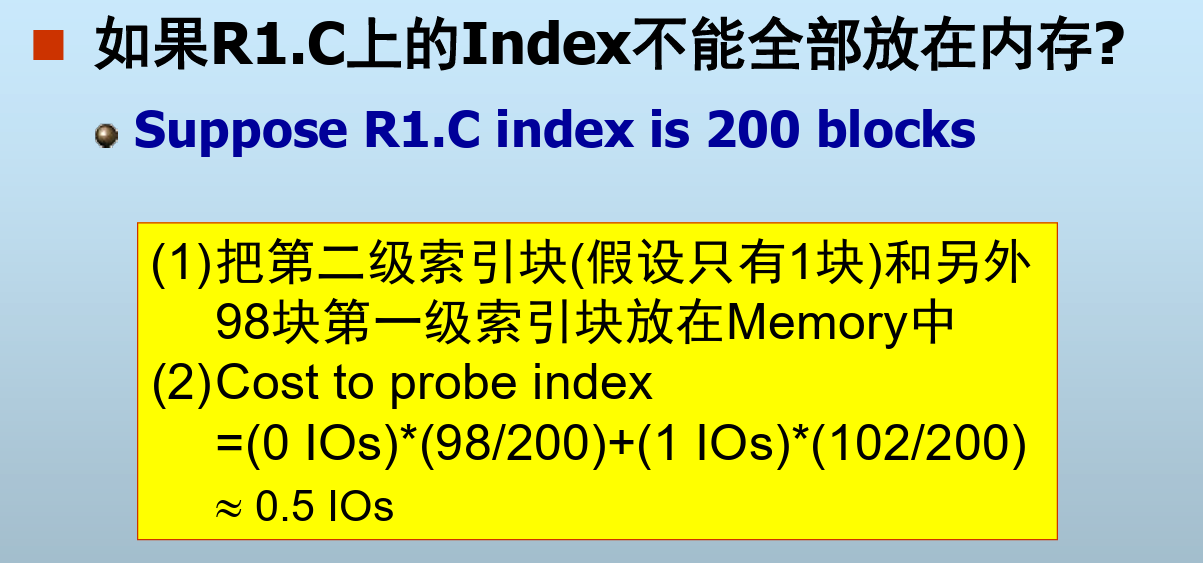 如果R1.C上的Index不能全部放在内存?
Suppose R1.C index is 200 blocks
(1)把第二级索引块(假设只有1块)和另外
98块第一级索引块放在Memory中
(2)Cost to probe index
=(0 IOs)*(98/200)+(1 IOs)*(102/200)
≈ 0.5 IOs